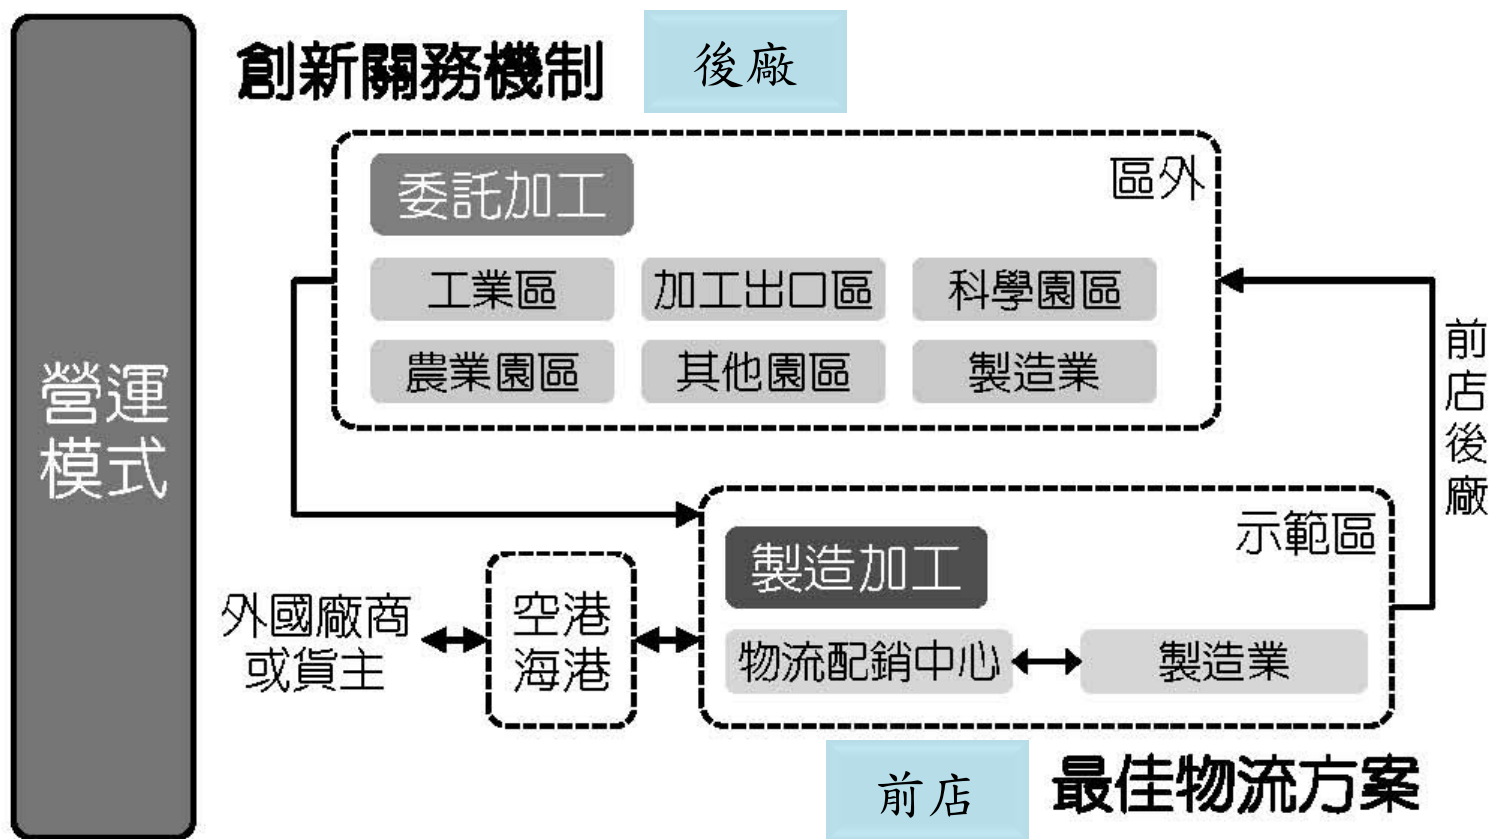 營運
模式
創新關務機制
後廠
區外
委託加工
工業區
加工出口區
科學園區
農業園區
其他園區
製造業
前店後廠
示範區
製造加工
物流配銷中心
製造業
空港
海港
外國廠商
或貨主
前店
最佳物流方案